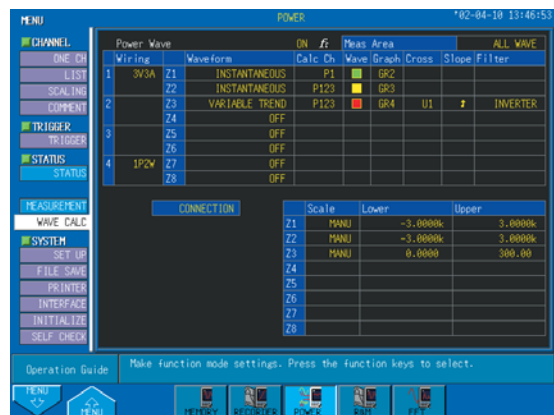 MENU POWER '02-04-10 13:46:53
CHANNEL
ONE CH
LIST
SCALING
COMMENT
TRIGGER
TRIGGER
STATUS
STATUS
MEASUREMENT
WAVE CALC
SYSTEM
SET UP
FILE SAVE
PRINTER
INTERFACE
INITIALIZE
SELF CHECK
Power Wave ON f: Meas Area ALL WAVE
Wiring Waveform Calc Ch Wave Graph Cross Slope Filter
1 3V3A Z1 INSTANTANEOUS P1 GR2
Z2 INSTANTANEOUS P123 GR3
2 Z3 VARIABLE TREND P123 GR4 U1 INVERTER
Z4 OFF
3 Z5 OFF
Z6 OFF
4 1P2W Z7 OFF
Z8 OFF
CONNECTION
Scale Lower Upper
Z1 MANU -3.0000k 3.0000k
Z2 MANU -3.0000k 3.0000k
Z3 MANU 0.0000 300.00
Z4
Z5
Z6
Z7
Z8
Operation Guide Make function mode settings. Press the function keys to select.
MENU MENU MEMORY RECORDER POWER R&M FFT